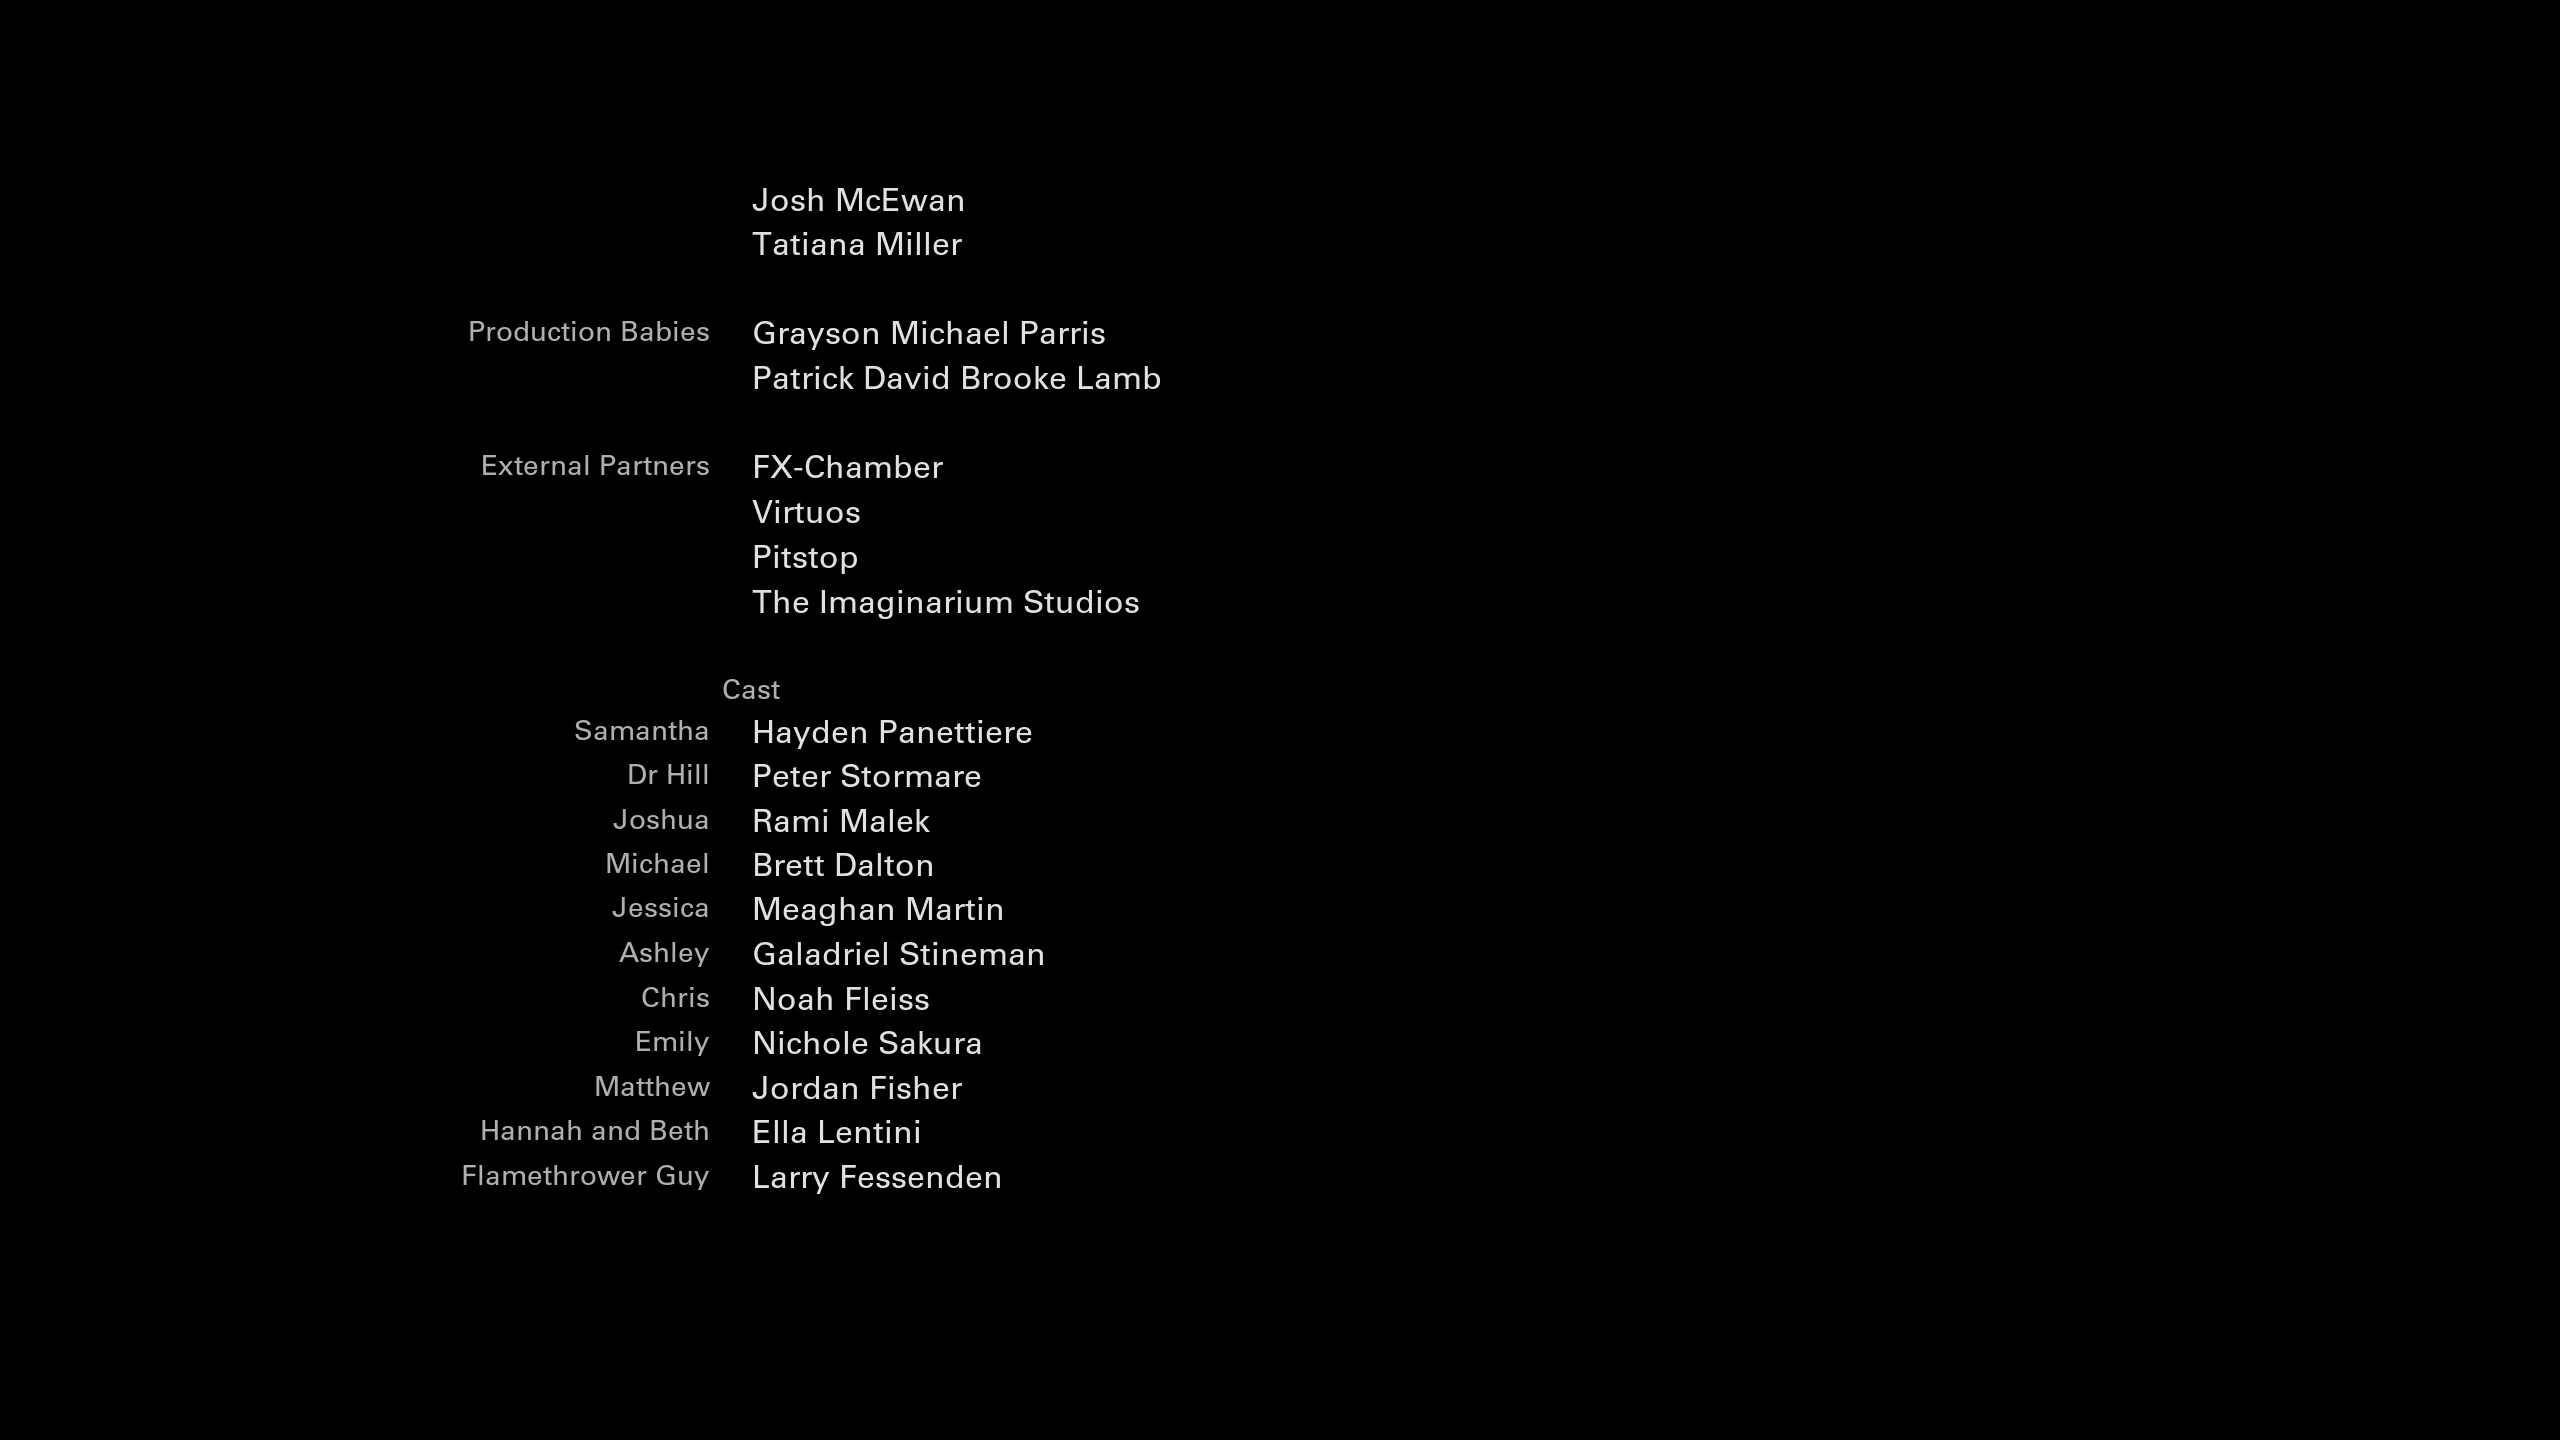 Josh McEwan
Tatiana Miller
Production Babies Grayson Michael Parris
Patrick David Brooke Lamb
External Partners FX-Chamber
Virtuos
Pitstop
The Imaginarium Studios
Cast
Samantha Hayden Panettiere
Dr Hill Peter Stormare
Joshua Rami Malek
Michael Brett Dalton
Jessica Meaghan Martin
Ashley Galadriel Stineman
Chris Noah Fleiss
Emily Nichole Sakura
Matthew Jordan Fisher
Hannah and Beth Ella Lentini
Flamethrower Guy Larry Fessenden